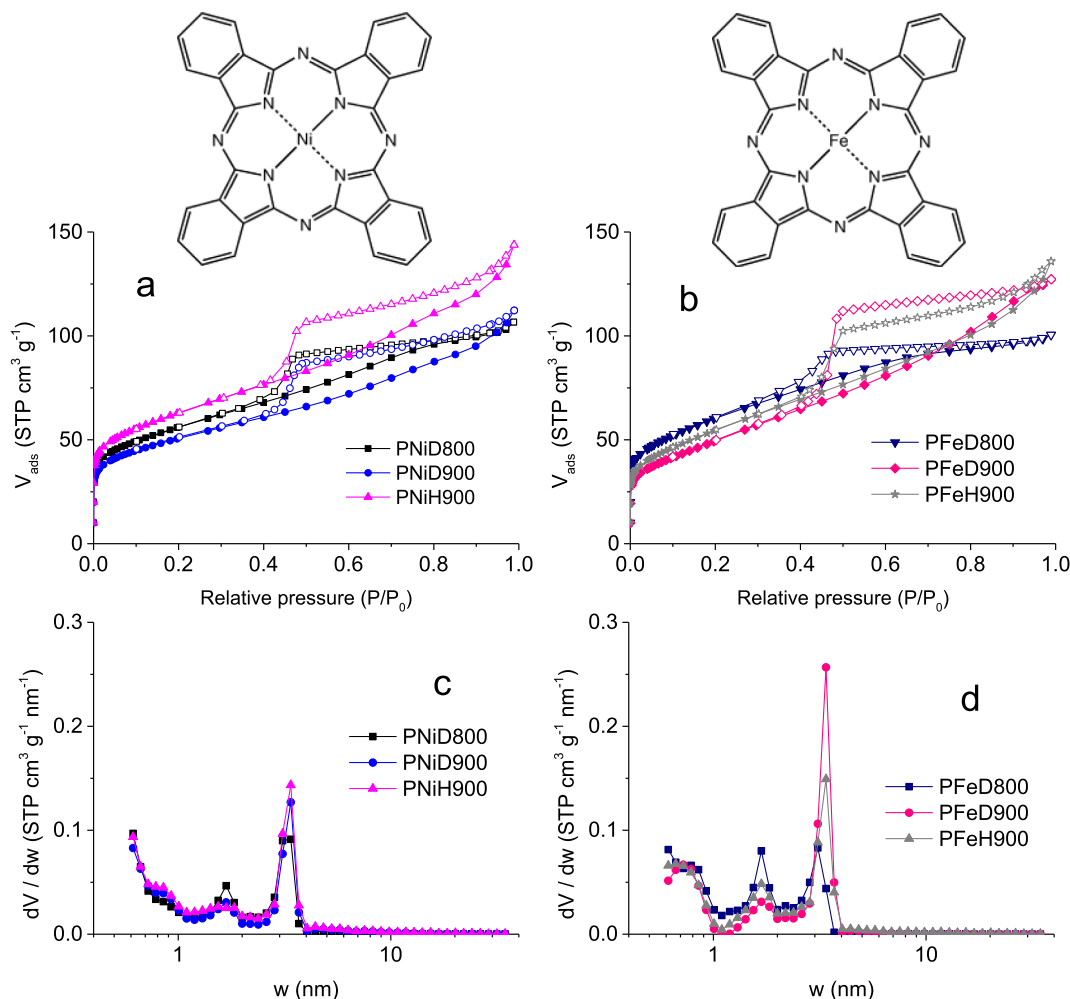 N
N
N
N
N
Ni
N
N
N
N
N
N
N
N
Fe
N
N
N
a
150
100
50
0
V_ads (STP cm³ g⁻¹)
PNiD800
PNiD900
PNiH900
0.0 0.2 0.4 0.6 0.8 1.0
Relative pressure (P/P₀)
b
150
100
50
0
V_ads (STP cm³ g⁻¹)
PFeD800
PFeD900
PFeH900
0.0 0.2 0.4 0.6 0.8 1.0
Relative pressure (P/P₀)
c
0.3
0.2
0.1
0.0
dV / dw (STP cm³ g⁻¹ nm⁻¹)
PNiD800
PNiD900
PNiH900
1 10
w (nm)
d
0.3
0.2
0.1
0.0
dV / dw (STP cm³ g⁻¹ nm⁻¹)
PFeD800
PFeD900
PFeH900
1 10
w (nm)